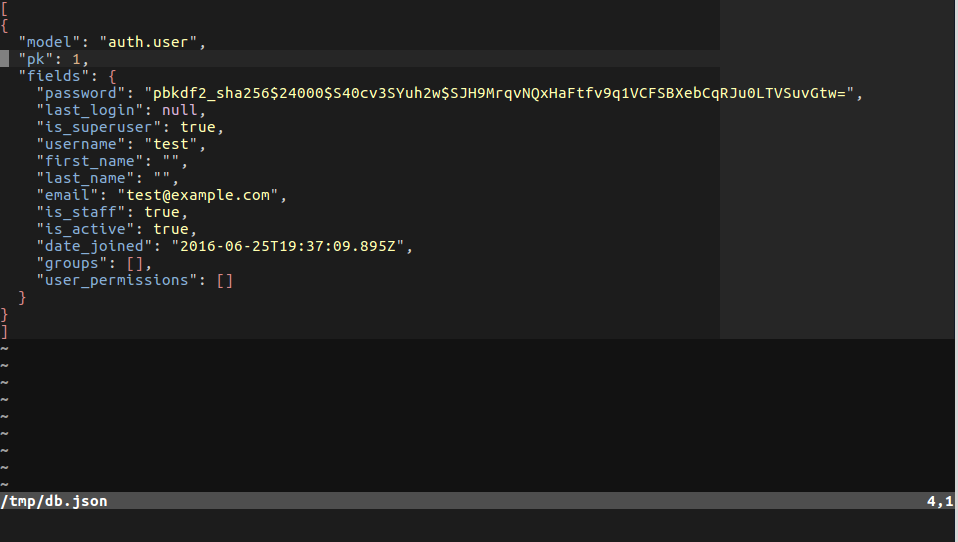 [
{
  "model": "auth.user",
  "pk": 1,
  "fields": {
    "password": "pbkdf2_sha256$24000$S40cv3SYuh2w$SJH9MrqvNQxHaFtfv9q1VCFSBXebCqRJu0LTVSuvGtw=",
    "last_login": null,
    "is_superuser": true,
    "username": "test",
    "first_name": "",
    "last_name": "",
    "email": "test@example.com",
    "is_staff": true,
    "is_active": true,
    "date_joined": "2016-06-25T19:37:09.895Z",
    "groups": [],
    "user_permissions": []
  }
}
]
~
~
~
~
~
~
~
~
~
/tmp/db.json 4,1